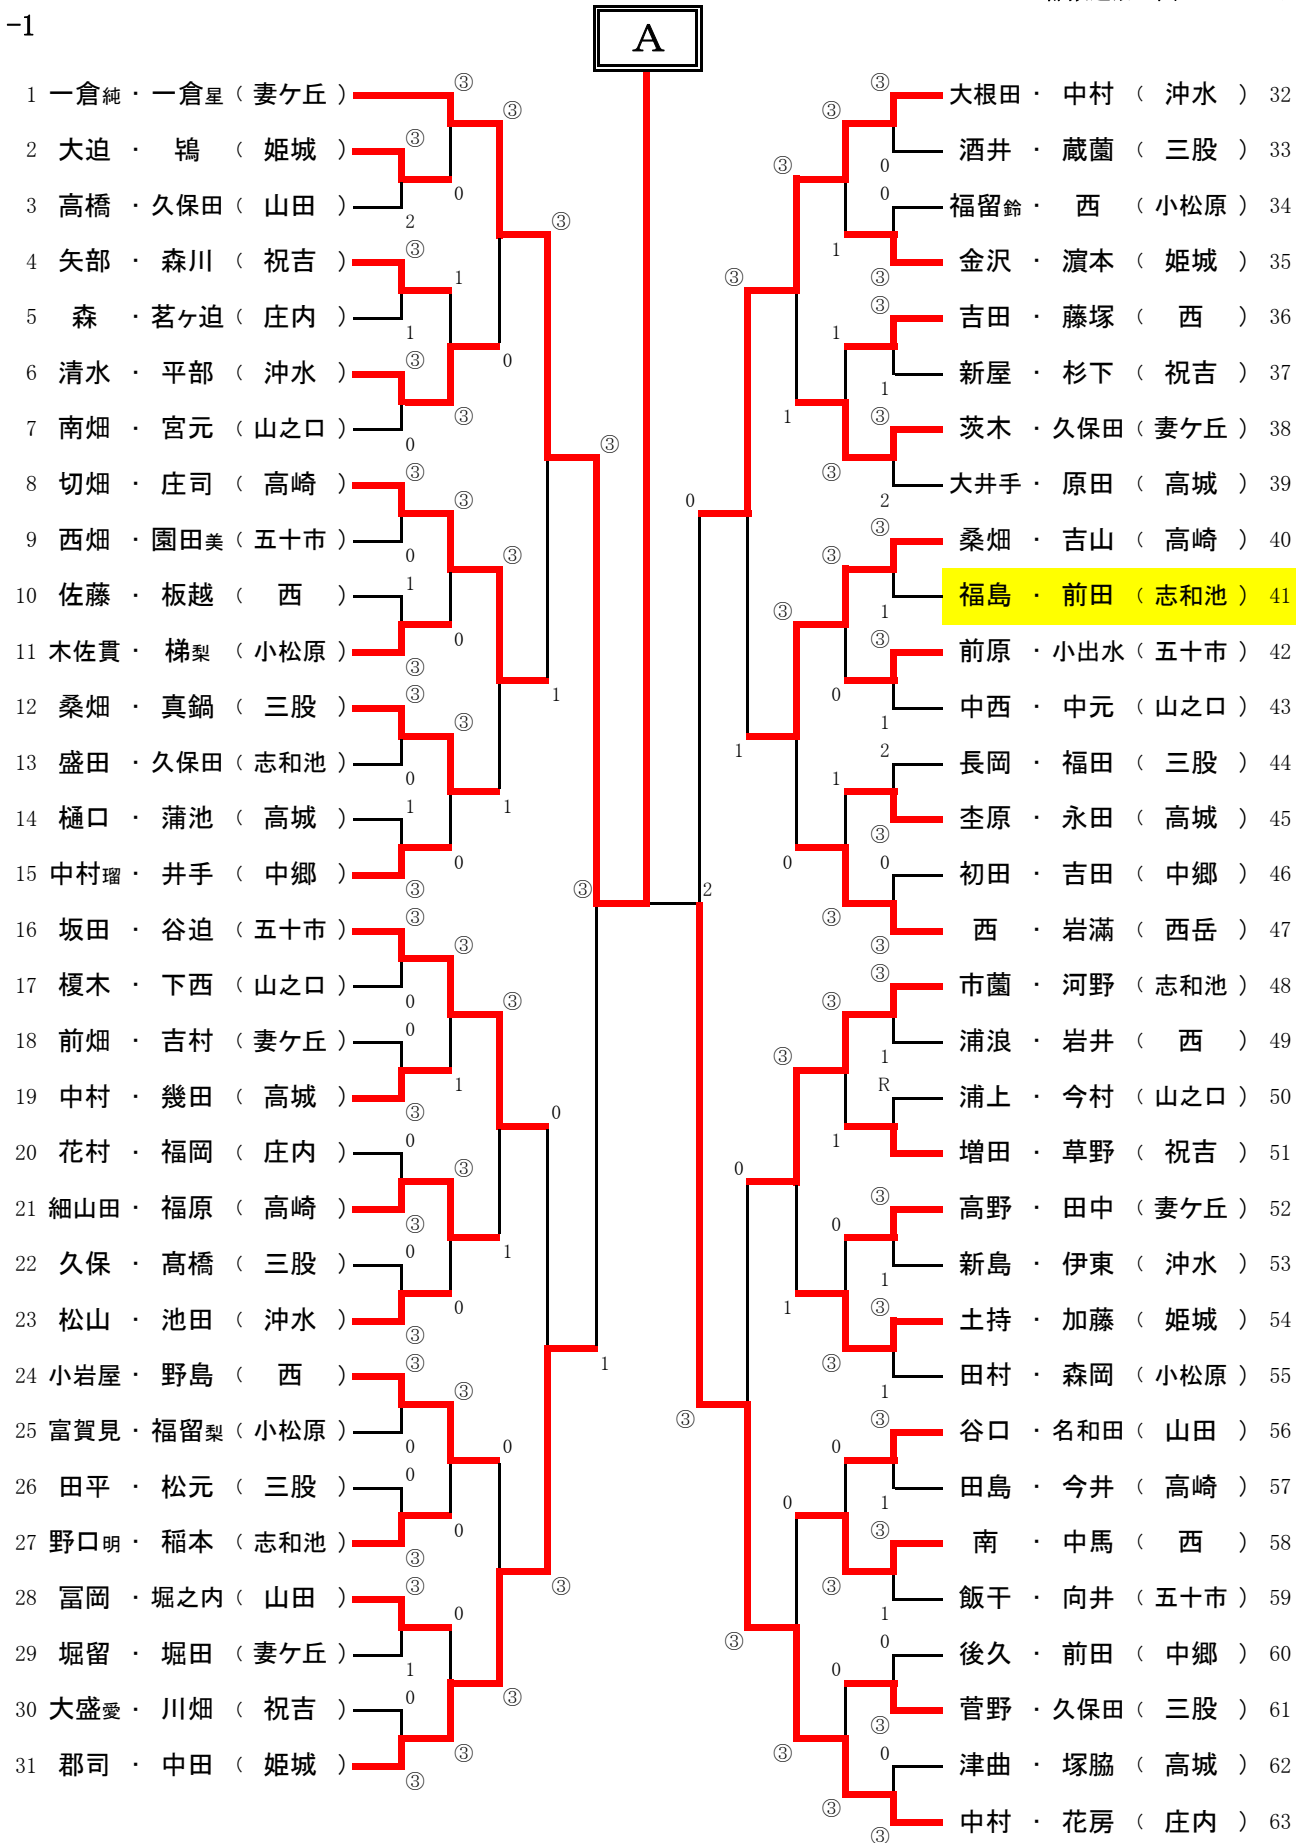 -1
A
1 一倉純・一倉星（妻ケ丘）
2 大迫・鴇（姫城）
3 高橋・久保田（山田）
4 矢部・森川（祝吉）
5 森・茗ヶ迫（庄内）
6 清水・平部（沖水）
7 南畑・宮元（山之口）
8 切畑・庄司（高崎）
9 西畑・園田美（五十市）
10 佐藤・板越（西）
11 木佐貫・梯梨（小松原）
12 桑畑・真鍋（三股）
13 盛田・久保田（志和池）
14 樋口・蒲池（高城）
15 中村瑠・井手（中郷）
16 坂田・谷迫（五十市）
17 榎木・下西（山之口）
18 前畑・吉村（妻ケ丘）
19 中村・幾田（高城）
20 花村・福岡（庄内）
21 細山田・福原（高崎）
22 久保・髙橋（三股）
23 松山・池田（沖水）
24 小岩屋・野島（西）
25 富賀見・福留梨（小松原）
26 田平・松元（三股）
27 野口明・稲本（志和池）
28 冨岡・堀之内（山田）
29 堀留・堀田（妻ケ丘）
30 大盛愛・川畑（祝吉）
31 郡司・中田（姫城）
大根田・中村（沖水）32
酒井・蔵薗（三股）33
福留鈴・西（小松原）34
金沢・濵本（姫城）35
吉田・藤塚（西）36
新屋・杉下（祝吉）37
茨木・久保田（妻ケ丘）38
大井手・原田（高城）39
桑畑・吉山（高崎）40
福島・前田（志和池）41
前原・小出水（五十市）42
中西・中元（山之口）43
長岡・福田（三股）44
杢原・永田（高城）45
初田・吉田（中郷）46
西・岩滿（西岳）47
市薗・河野（志和池）48
浦浪・岩井（西）49
浦上・今村（山之口）50
増田・草野（祝吉）51
高野・田中（妻ケ丘）52
新島・伊東（沖水）53
土持・加藤（姫城）54
田村・森岡（小松原）55
谷口・名和田（山田）56
田島・今井（高崎）57
南・中馬（西）58
飯干・向井（五十市）59
後久・前田（中郷）60
菅野・久保田（三股）61
津曲・塚脇（高城）62
中村・花房（庄内）63